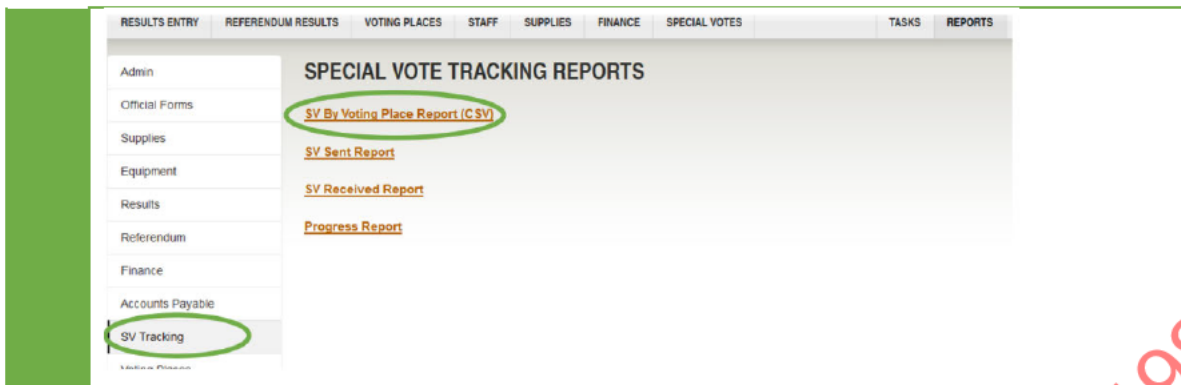 RESULTS ENTRY REFERENDUM RESULTS VOTING PLACES STAFF SUPPLIES FINANCE SPECIAL VOTES TASKS REPORTS
Admin
Official Forms
Supplies
Equipment
Results
Referendum
Finance
Accounts Payable
SV Tracking
Voting Places
SPECIAL VOTE TRACKING REPORTS
SV By Voting Place Report (CSV)
SV Sent Report
SV Received Report
Progress Report